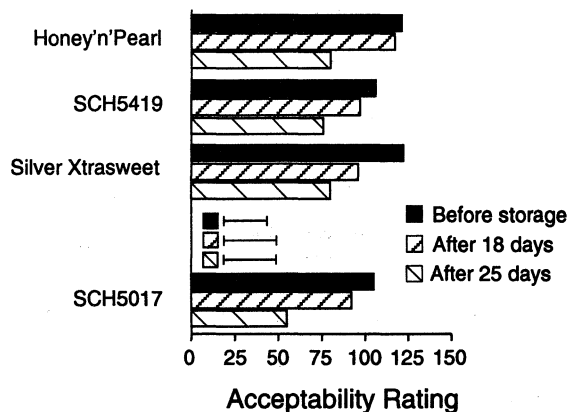 Honey'n'Pearl
SCH5419
Silver Xtrasweet
Before storage
After 18 days
After 25 days
SCH5017
0 25 50 75 100 125 150
Acceptability Rating